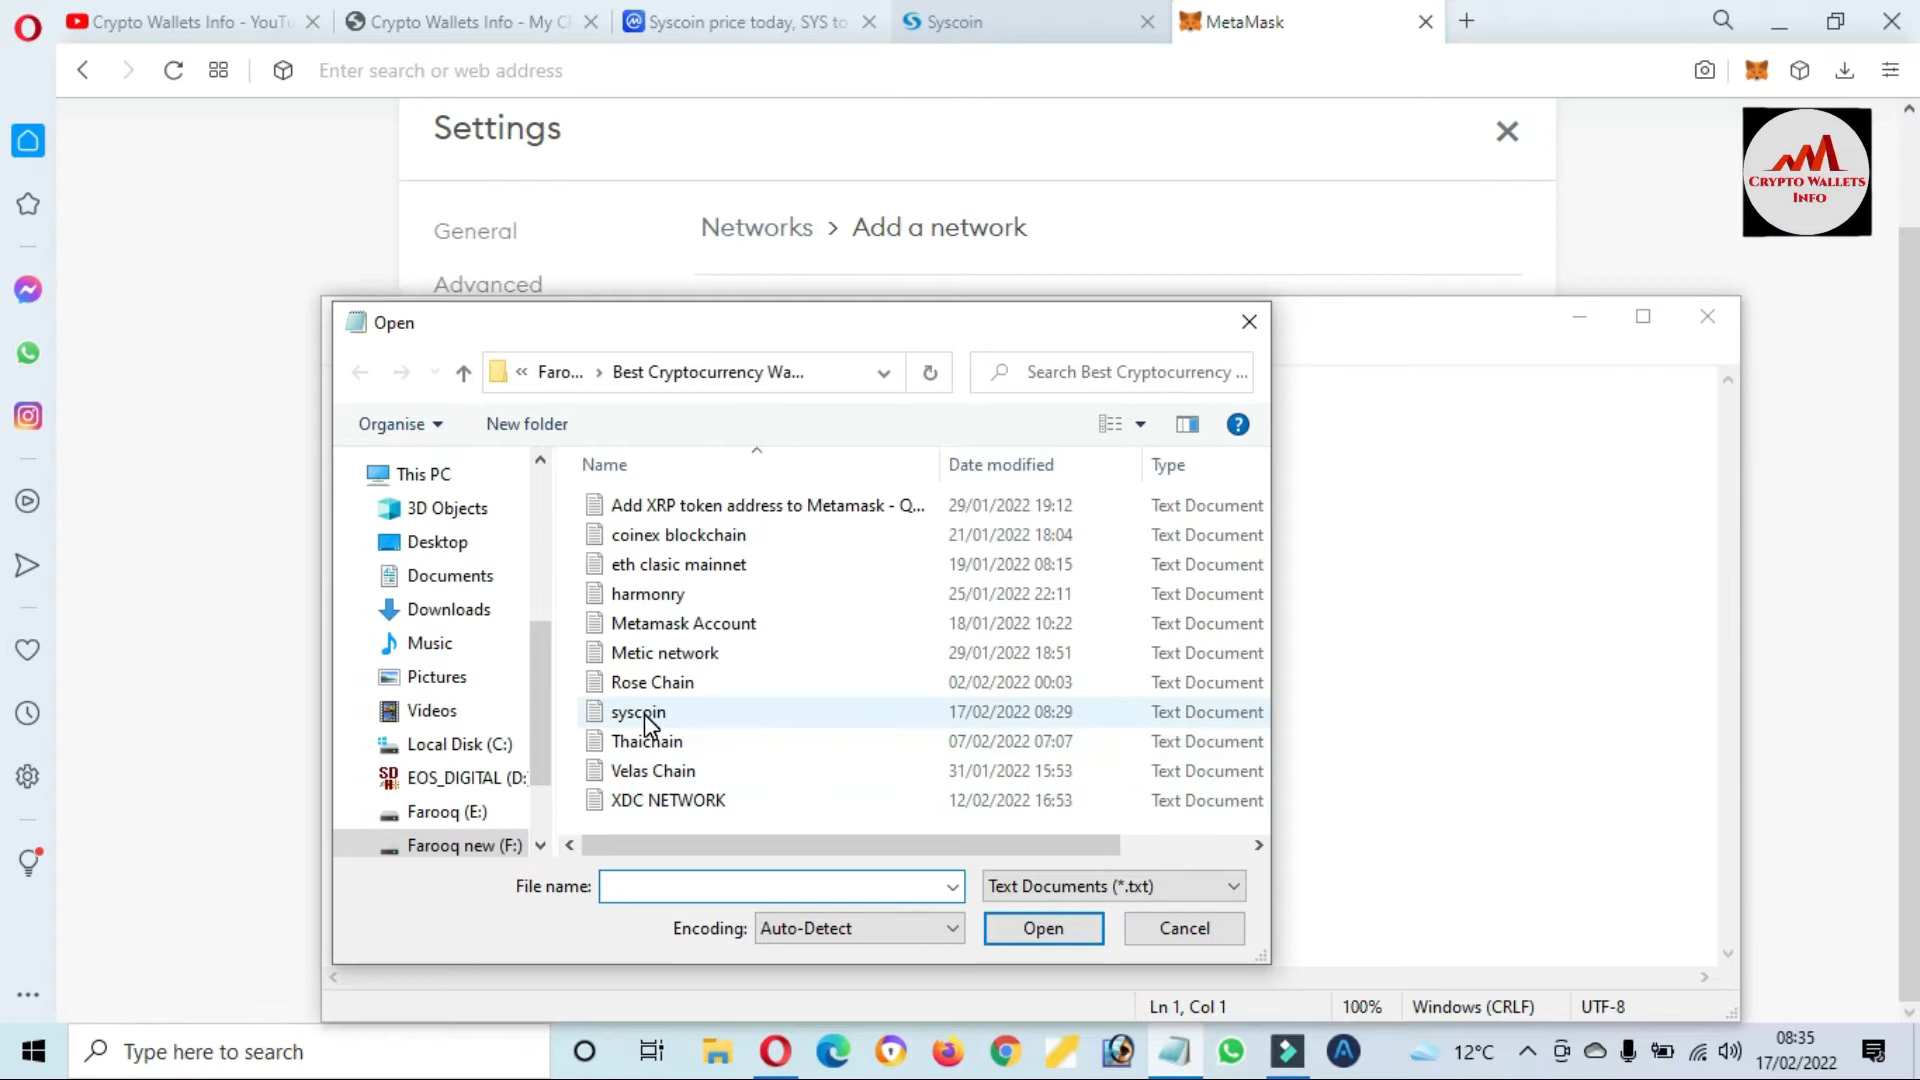 Crypto Wallets Info - YouTu
Crypto Wallets Info - My C
Syscoin price today, SYS to
Syscoin
MetaMask
Enter search or web address
Settings
CRYPTO WALLETS
INFO
General
Networks > Add a network
Advanced
Open
« Faro... > Best Cryptocurrency Wa...
Search Best Cryptocurrency ...
Organise
New folder
Name
Date modified
Type
This PC
3D Objects
Desktop
Documents
Downloads
Music
Pictures
Videos
Local Disk (C:)
EOS_DIGITAL (D:
Farooq (E:)
Farooq new (F:)
Add XRP token address to Metamask - Q... 29/01/2022 19:12 Text Document
coinex blockchain 21/01/2022 18:04 Text Document
eth clasic mainnet 19/01/2022 08:15 Text Document
harmonry 25/01/2022 22:11 Text Document
Metamask Account 18/01/2022 10:22 Text Document
Metic network 29/01/2022 18:51 Text Document
Rose Chain 02/02/2022 00:03 Text Document
syscoin 17/02/2022 08:29 Text Document
Thaichain 07/02/2022 07:07 Text Document
Velas Chain 31/01/2022 15:53 Text Document
XDC NETWORK 12/02/2022 16:53 Text Document
File name:
Text Documents (*.txt)
Encoding: Auto-Detect
Open
Cancel
Ln 1, Col 1
100%
Windows (CRLF)
UTF-8
Type here to search
12°C
08:35
17/02/2022